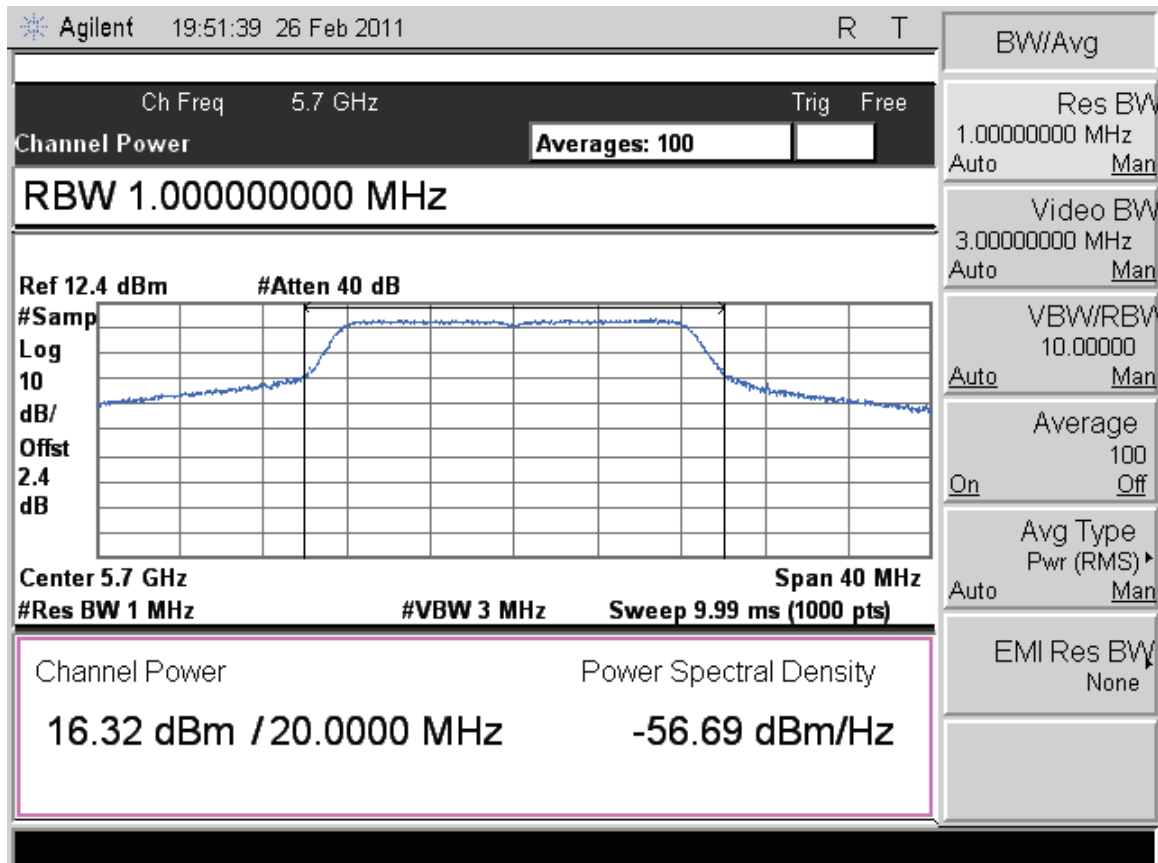 Agilent 19:51:39 26 Feb 2011 R T
Ch Freq 5.7 GHz Trig Free
Channel Power Averages: 100
RBW 1.000000000 MHz
Ref 12.4 dBm #Atten 40 dB
#Samp
Log
10
dB/
Offst
2.4
dB
Center 5.7 GHz Span 40 MHz
#Res BW 1 MHz #VBW 3 MHz Sweep 9.99 ms (1000 pts)
Channel Power Power Spectral Density
16.32 dBm / 20.0000 MHz -56.69 dBm/Hz
BW/Avg
Res BW
1.00000000 MHz
Auto Man
Video BW
3.00000000 MHz
Auto Man
VBW/RBW
10.00000
Auto Man
Average
100
On Off
Avg Type
Pwr (RMS)
Auto Man
EMI Res BW
None